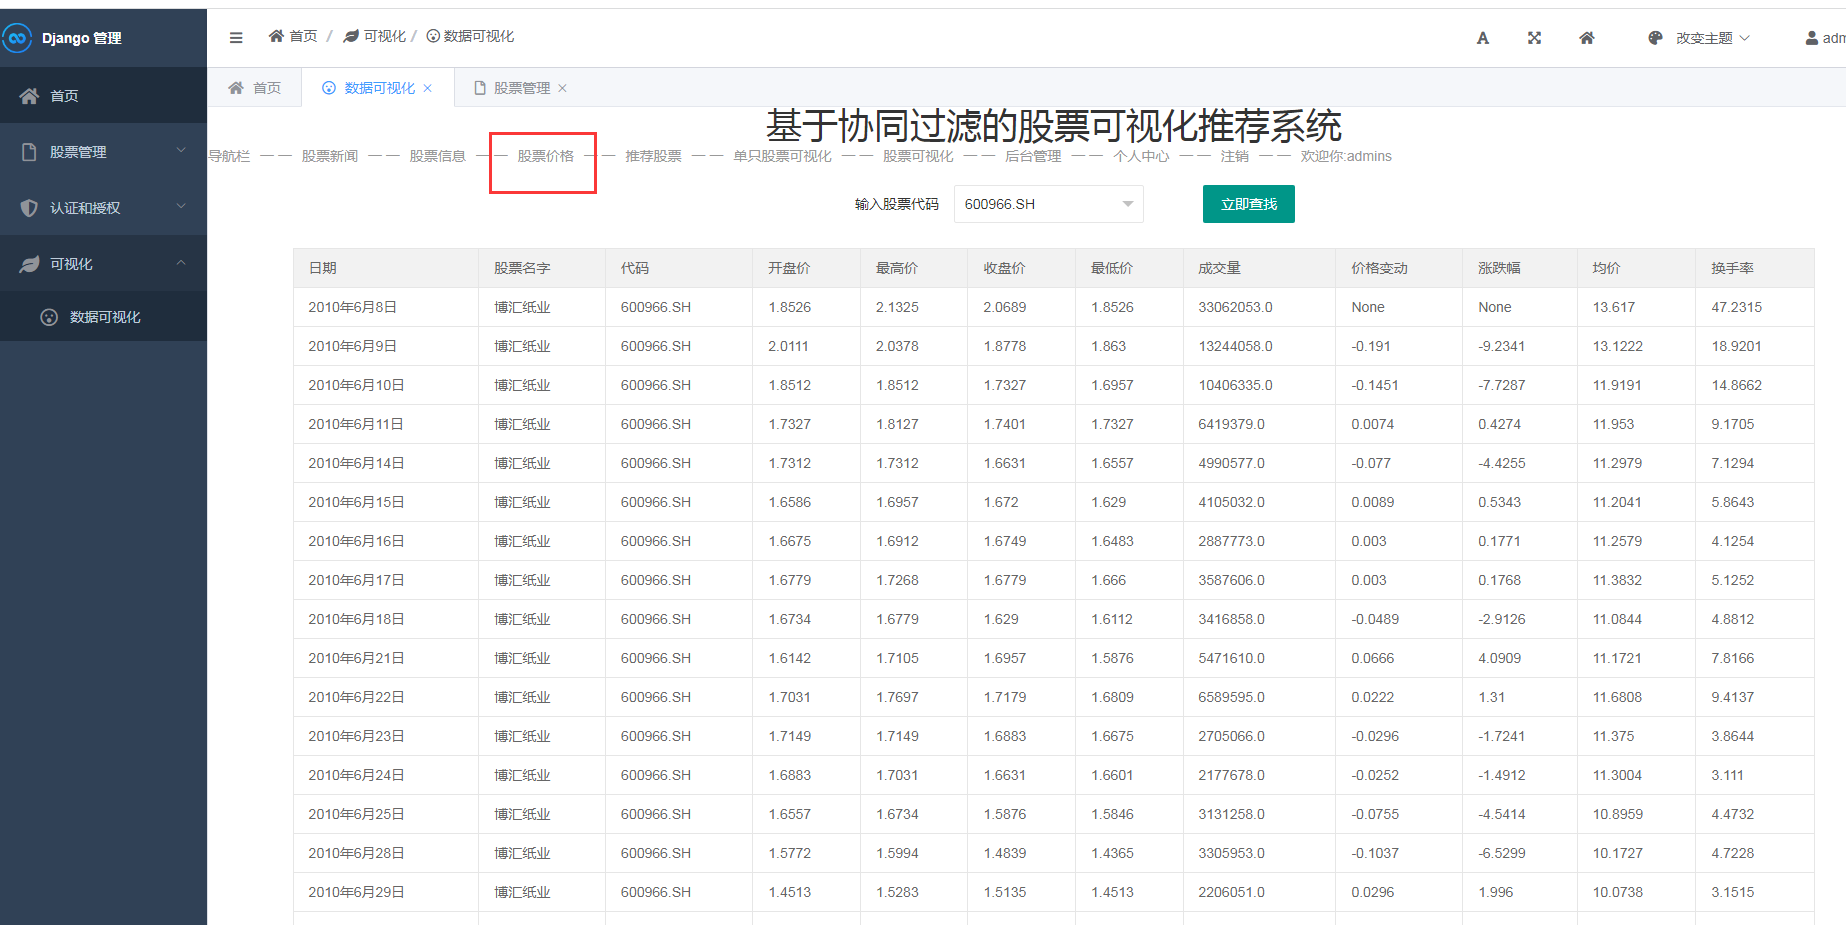 Django 管理
首页 / 可视化 / 数据可视化
A
改变主题
adm
首页
股票管理
认证和授权
可视化
数据可视化
首页 数据可视化 × 股票管理 ×
基于协同过滤的股票可视化推荐系统
导航栏 —— 股票新闻 —— 股票信息 —— 股票价格 —— 推荐股票 —— 单只股票可视化 —— 股票可视化 —— 后台管理 —— 个人中心 —— 注销 —— 欢迎你:admins
输入股票代码 600966.SH 立即查找
日期 股票名字 代码 开盘价 最高价 收盘价 最低价 成交量 价格变动 涨跌幅 均价 换手率
2010年6月8日 博汇纸业 600966.SH 1.8526 2.1325 2.0689 1.8526 33062053.0 None None 13.617 47.2315
2010年6月9日 博汇纸业 600966.SH 2.0111 2.0378 1.8778 1.863 13244058.0 -0.191 -9.2341 13.1222 18.9201
2010年6月10日 博汇纸业 600966.SH 1.8512 1.8512 1.7327 1.6957 10406335.0 -0.1451 -7.7287 11.9191 14.8662
2010年6月11日 博汇纸业 600966.SH 1.7327 1.8127 1.7401 1.7327 6419379.0 0.0074 0.4274 11.953 9.1705
2010年6月14日 博汇纸业 600966.SH 1.7312 1.7312 1.6631 1.6557 4990577.0 -0.077 -4.4255 11.2979 7.1294
2010年6月15日 博汇纸业 600966.SH 1.6586 1.6957 1.672 1.629 4105032.0 0.0089 0.5343 11.2041 5.8643
2010年6月16日 博汇纸业 600966.SH 1.6675 1.6912 1.6749 1.6483 2887773.0 0.003 0.1771 11.2579 4.1254
2010年6月17日 博汇纸业 600966.SH 1.6779 1.7268 1.6779 1.666 3587606.0 0.003 0.1768 11.3832 5.1252
2010年6月18日 博汇纸业 600966.SH 1.6734 1.6779 1.629 1.6112 3416858.0 -0.0489 -2.9126 11.0844 4.8812
2010年6月21日 博汇纸业 600966.SH 1.6142 1.7105 1.6957 1.5876 5471610.0 0.0666 4.0909 11.1721 7.8166
2010年6月22日 博汇纸业 600966.SH 1.7031 1.7697 1.7179 1.6809 6589595.0 0.0222 1.31 11.6808 9.4137
2010年6月23日 博汇纸业 600966.SH 1.7149 1.7149 1.6883 1.6675 2705066.0 -0.0296 -1.7241 11.375 3.8644
2010年6月24日 博汇纸业 600966.SH 1.6883 1.7031 1.6631 1.6601 2177678.0 -0.0252 -1.4912 11.3004 3.111
2010年6月25日 博汇纸业 600966.SH 1.6557 1.6734 1.5876 1.5846 3131258.0 -0.0755 -4.5414 10.8959 4.4732
2010年6月28日 博汇纸业 600966.SH 1.5772 1.5994 1.4839 1.4365 3305953.0 -0.1037 -6.5299 10.1727 4.7228
2010年6月29日 博汇纸业 600966.SH 1.4513 1.5283 1.5135 1.4513 2206051.0 0.0296 1.996 10.0738 3.1515